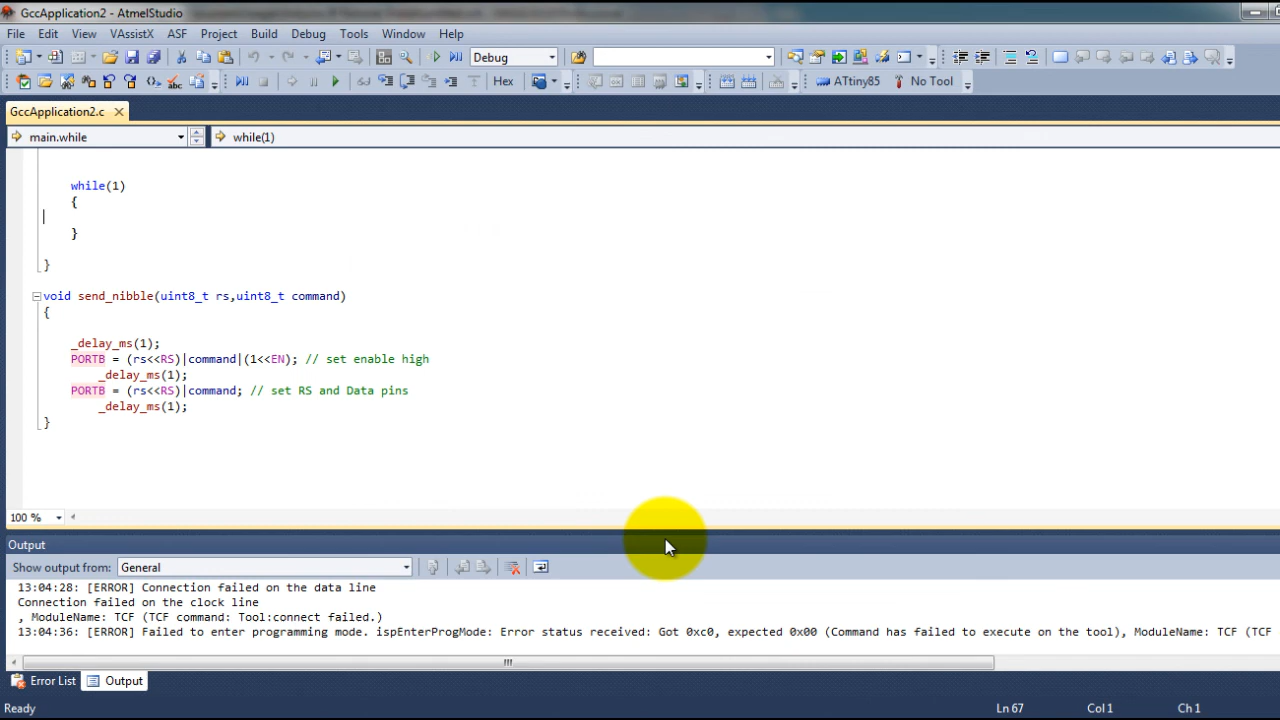 GccApplication2 - AtmelStudio
File Edit View VAssistX ASF Project Build Debug Tools Window Help
Debug
Hex ATtiny85 No Tool
GccApplication2.c
main.while while(1)
while(1)
{
}
}
void send_nibble(uint8_t rs,uint8_t command)
{
_delay_ms(1);
PORTB = (rs<<RS)|command|(1<<EN); // set enable high
_delay_ms(1);
PORTB = (rs<<RS)|command; // set RS and Data pins
_delay_ms(1);
}
100 %
Output
Show output from: General
13:04:28: [ERROR] Connection failed on the data line
Connection failed on the clock line
, ModuleName: TCF (TCF command: Tool:connect failed.)
13:04:36: [ERROR] Failed to enter programming mode. ispEnterProgMode: Error status received: Got 0xc0, expected 0x00 (Command has failed to execute on the tool), ModuleName: TCF (TCF
Error List Output
Ready Ln 67 Col 1 Ch 1